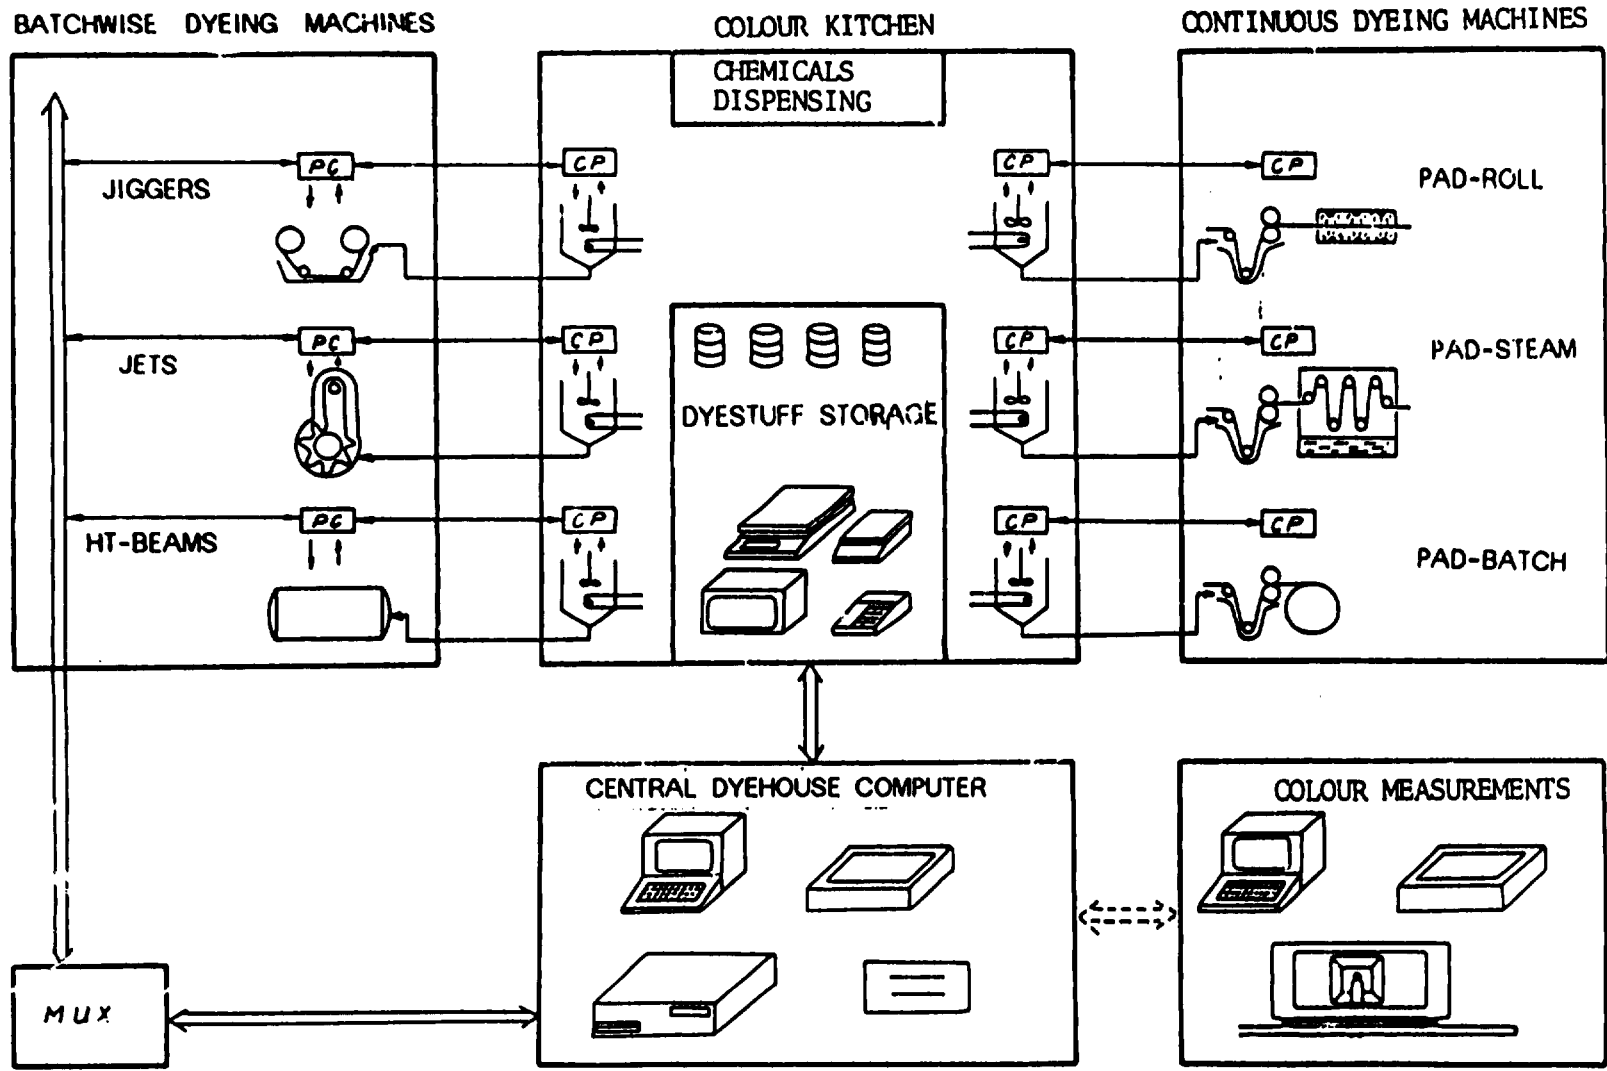 BATCHWISE DYEING MACHINES
COLOUR KITCHEN
CONTINUOUS DYEING MACHINES
CHEMICALS
DISPENSING
PC
CP
CP
CP
JIGGERS
PAD-ROLL
PC
CP
CP
CP
JETS
PAD-STEAM
DYESTUFF STORAGE
PC
CP
CP
CP
HT-BEAMS
PAD-BATCH
CENTRAL DYEHOUSE COMPUTER
COLOUR MEASUREMENTS
MUX